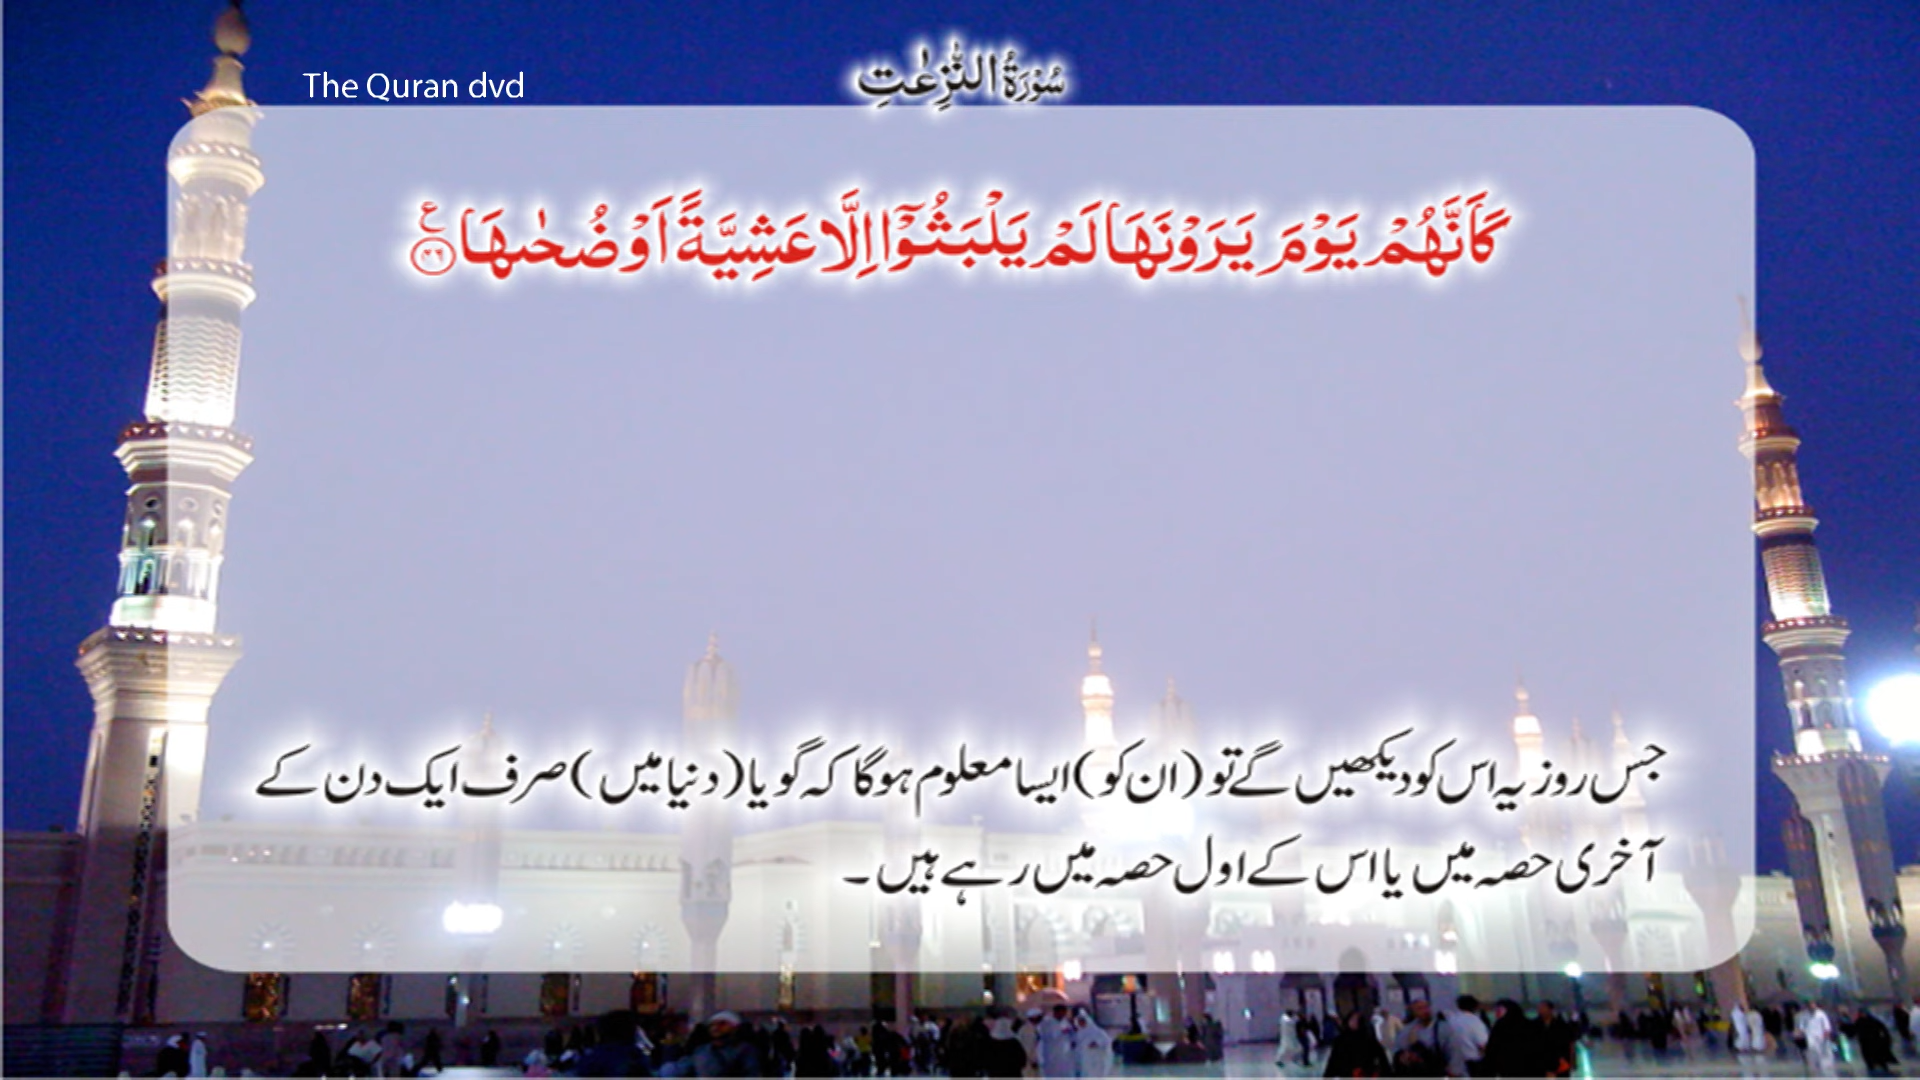 The Quran dvd
سُوْرَةُ النّٰزِعٰتِ
كَاَنَّهُمْ يَوْمَ يَرَوْنَهَا لَمْ يَلْبَثُوْٓا اِلَّا عَشِيَّةً اَوْ ضُحٰىهَا ۝۴۶ ع
جس روز یہ اس کو دیکھیں گے تو (ان کو) ایسا معلوم ہوگا کہ گویا (دنیا میں) صرف ایک دن کے
آخری حصہ میں یا اس کے اول حصہ میں رہے ہیں۔